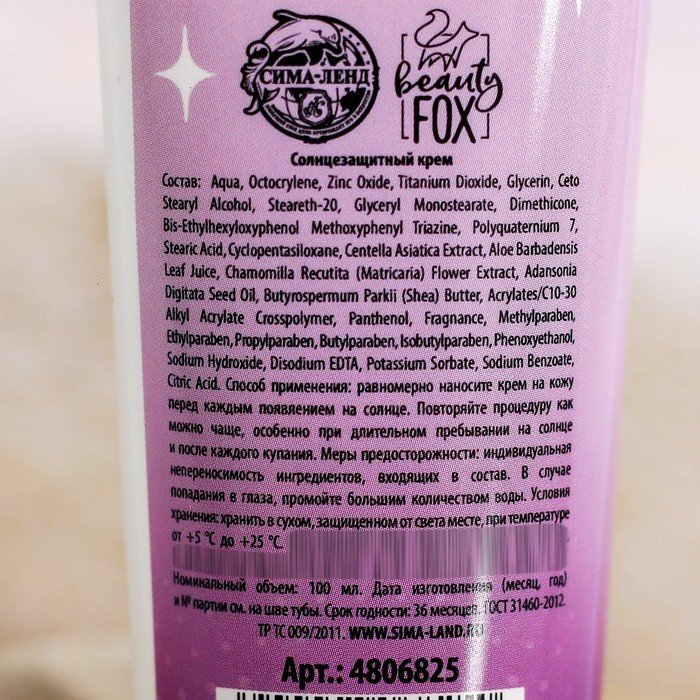 СИМА-ЛЕНД
beauty
FOX
Солнцезащитный крем
Состав: Aqua, Octocrylene, Zinc Oxide, Titanium Dioxide, Glycerin, Ceto
Stearyl Alcohol, Steareth-20, Glyceryl Monostearate, Dimethicone,
Bis-Ethylhexyloxyphenol Methoxyphenyl Triazine, Polyquaternium 7,
Stearic Acid, Cyclopentasiloxane, Centella Asiatica Extract, Aloe Barbadensis
Leaf Juice, Chamomilla Recutita (Matricaria) Flower Extract, Adansonia
Digitata Seed Oil, Butyrospermum Parkii (Shea) Butter, Acrylates/C10-30
Alkyl Acrylate Crosspolymer, Panthenol, Fragnance, Methylparaben,
Ethylparaben, Propylparaben, Butylparaben, Isobutylparaben, Phenoxyethanol,
Sodium Hydroxide, Disodium EDTA, Potassium Sorbate, Sodium Benzoate,
Citric Acid. Способ применения: равномерно наносите крем на кожу
перед каждым появлением на солнце. Повторяйте процедуру как
можно чаще, особенно при длительном пребывании на солнце
и после каждого купания. Меры предосторожности: индивидуальная
непереносимость ингредиентов, входящих в состав. В случае
попадания в глаза, промойте большим количеством воды. Условия
хранения: хранить в сухом, защищенном от света месте, при температуре
от +5 °C до +25 °C.
Номинальный объем: 100 мл. Дата изготовления (месяц, год)
и № партии см. на шве тубы. Срок годности: 36 месяцев. ГОСТ 31460-2012.
ТР ТС 009/2011. WWW.SIMA-LAND.RU
Арт.: 4806825